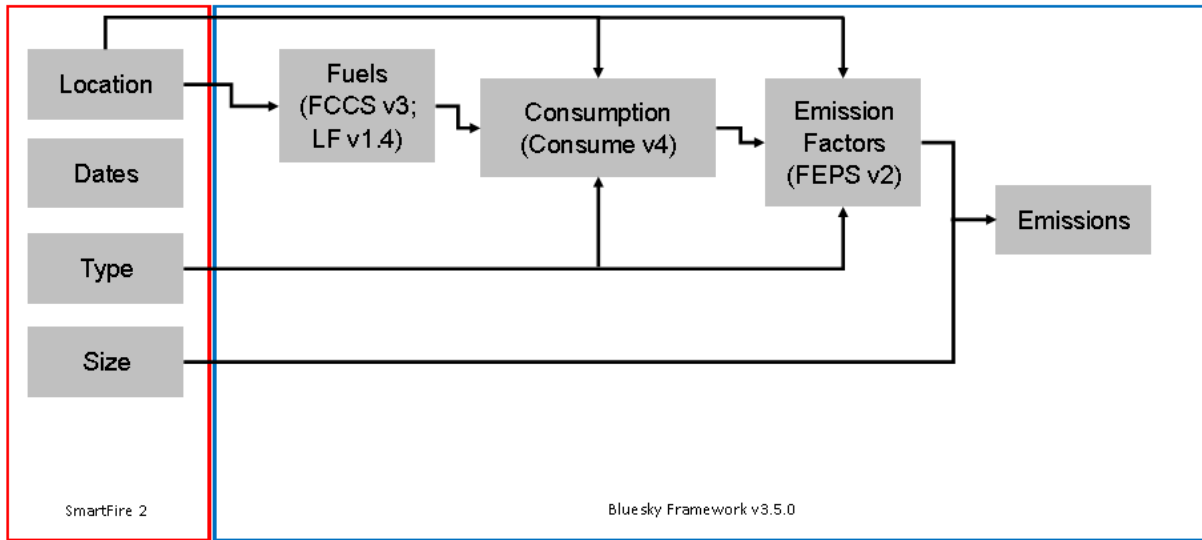 Location
Dates
Type
Size
SmartFire 2
Fuels
(FCCS v3;
LF v1.4)
Consumption
(Consume v4)
Emission
Factors
(FEPS v2)
Emissions
Bluesky Framework v3.5.0